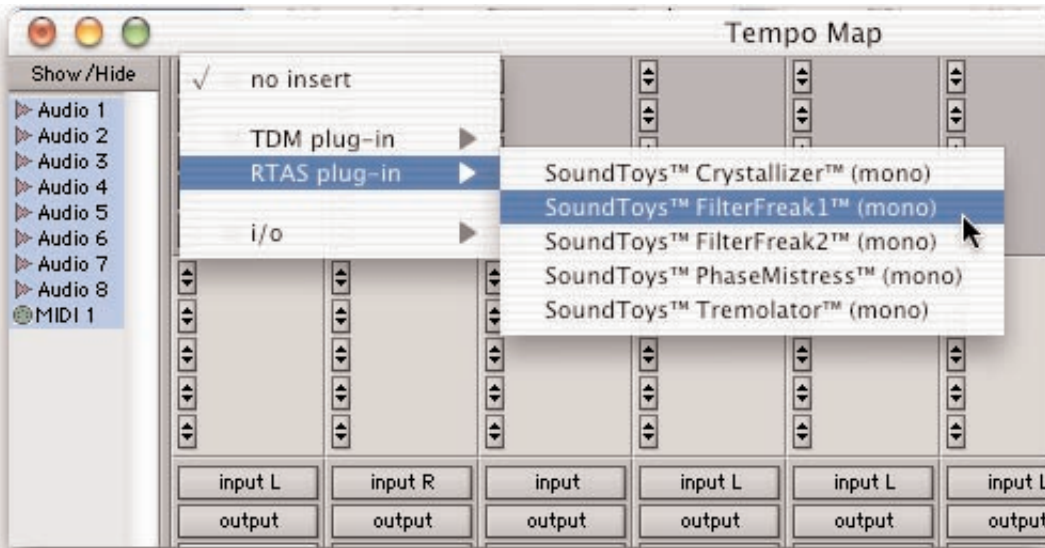 Tempo Map
Show/Hide
Audio 1
Audio 2
Audio 3
Audio 4
Audio 5
Audio 6
Audio 7
Audio 8
MIDI 1
√ no insert
TDM plug-in
RTAS plug-in
i/o
SoundToys™ Crystallizer™ (mono)
SoundToys™ FilterFreak1™ (mono)
SoundToys™ FilterFreak2™ (mono)
SoundToys™ PhaseMistress™ (mono)
SoundToys™ Tremolator™ (mono)
input L input R input input L input L input L
output output output output output output